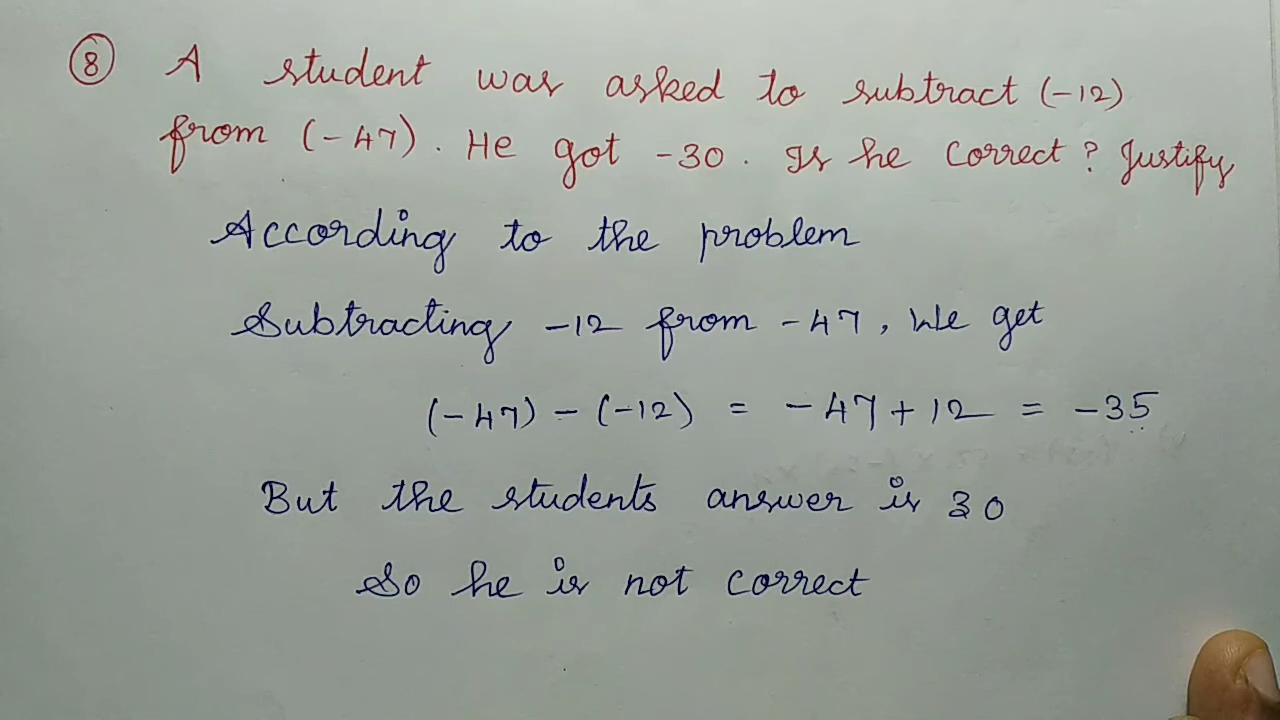 8 A student was asked to subtract (-12)
from (-47). He got -30. Is he correct? Justify
According to the problem
Subtracting -12 from -47, We get
(-47) - (-12) = -47 + 12 = -35
But the students answer is 30
So he is not correct